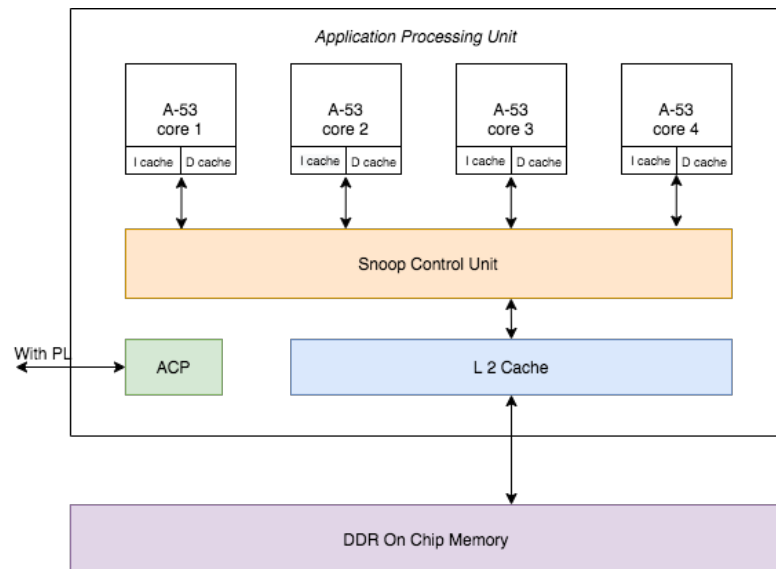 Application Processing Unit
A-53
core 1
I cache
D cache
A-53
core 2
I cache
D cache
A-53
core 3
I cache
D cache
A-53
core 4
I cache
D cache
Snoop Control Unit
With PL
ACP
L 2 Cache
DDR On Chip Memory